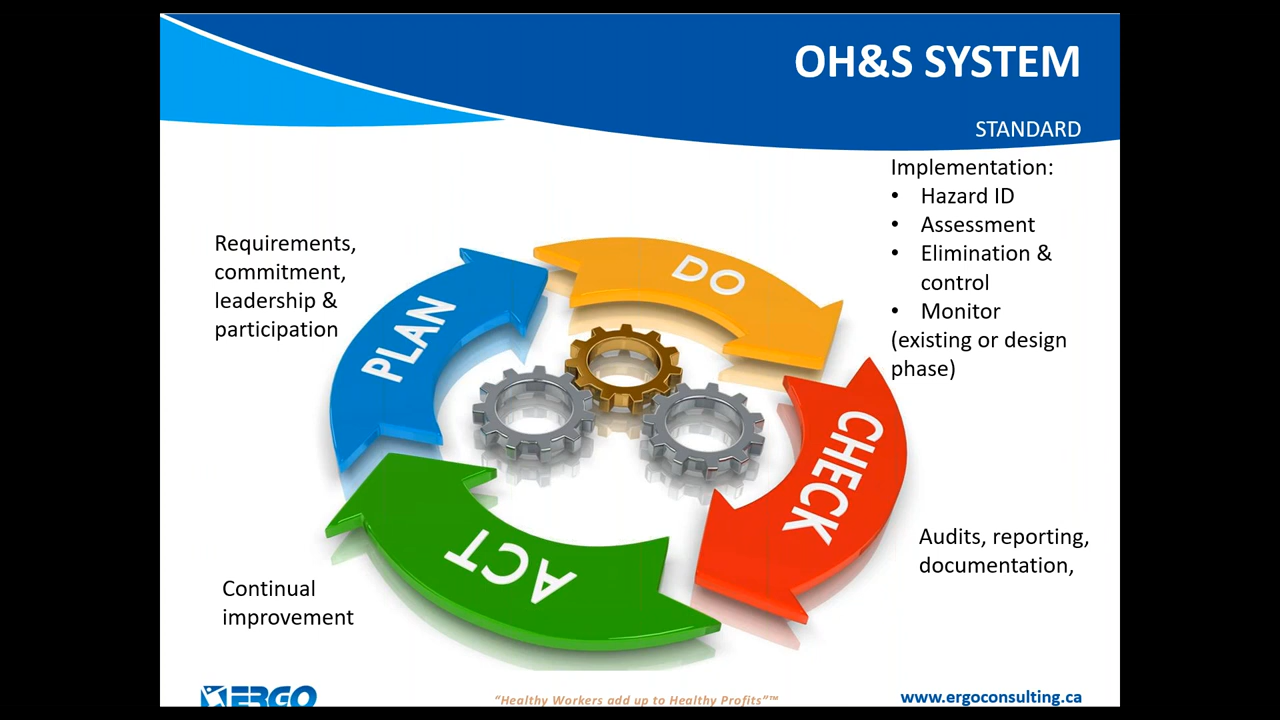 OH&S SYSTEM
STANDARD
Implementation:
• Hazard ID
• Assessment
• Elimination &
control
• Monitor
(existing or design
phase)
Requirements,
commitment,
leadership &
participation
PLAN
DO
CHECK
ACT
Audits, reporting,
documentation,
Continual
improvement
ERGO
“Healthy Workers add up to Healthy Profits”™
www.ergoconsulting.ca